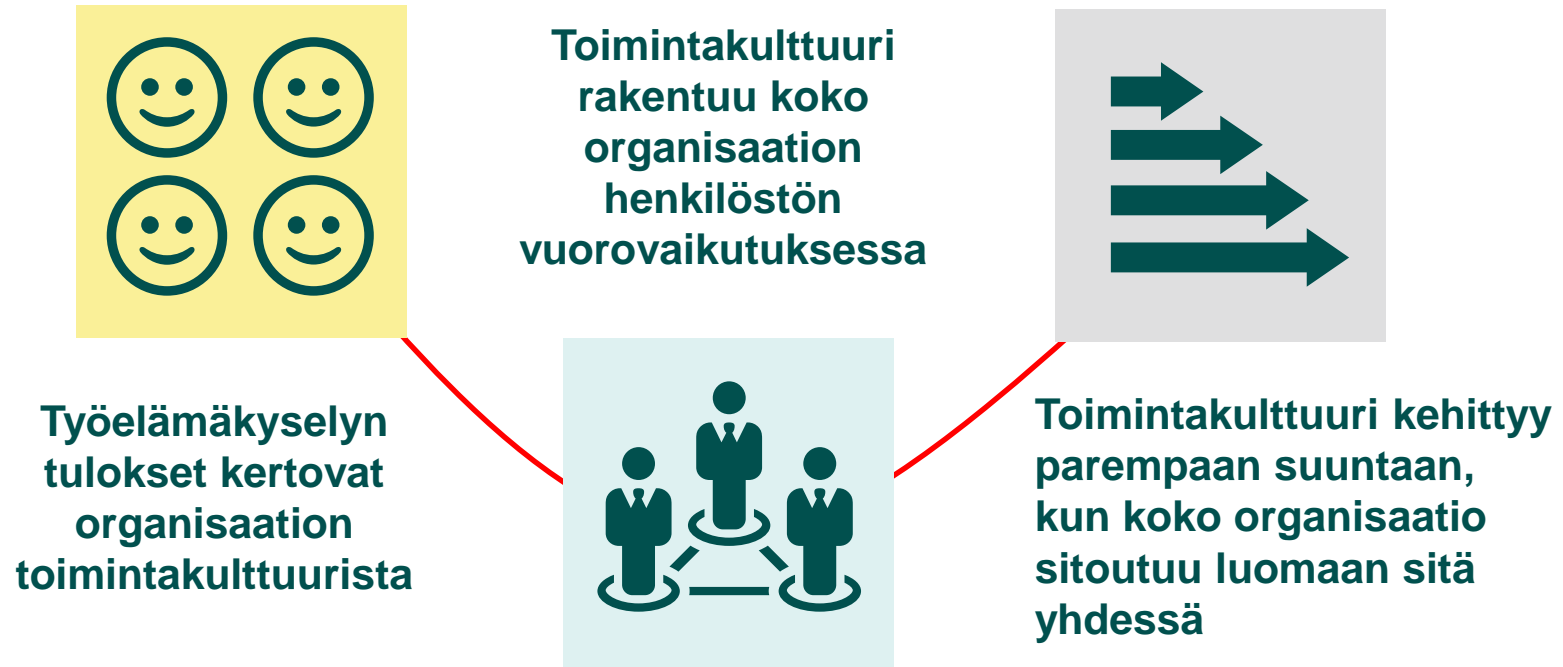 Työelämäkyselyn
tulokset kertovat
organisaation
toimintakulttuurista
Toimintakulttuuri
rakentuu koko
organisaation
henkilöstön
vuorovaikutuksessa
Toimintakulttuuri kehittyy
parempaan suuntaan,
kun koko organisaatio
sitoutuu luomaan sitä
yhdessä